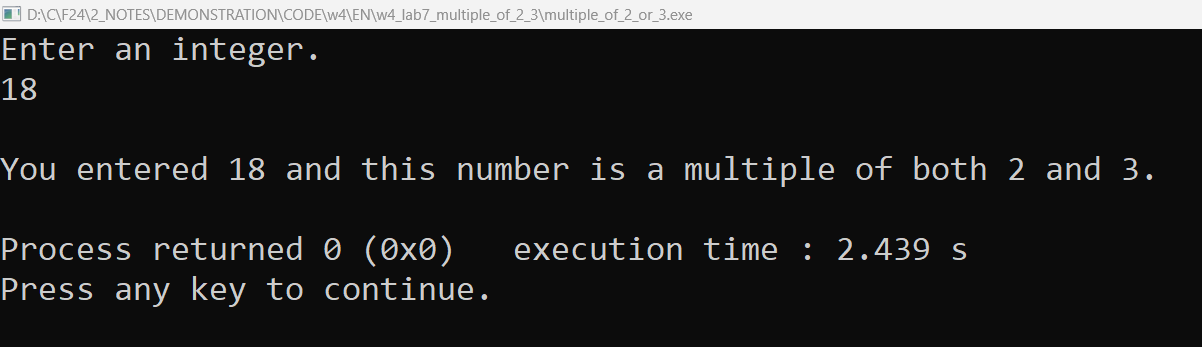 D:\C\F24\2_NOTES\DEMONSTRATION\CODE\w4\EN\w4_lab7_multiple_of_2_3\multiple_of_2_or_3.exe
Enter an integer.
18
You entered 18 and this number is a multiple of both 2 and 3.
Process returned 0 (0x0)   execution time : 2.439 s
Press any key to continue.